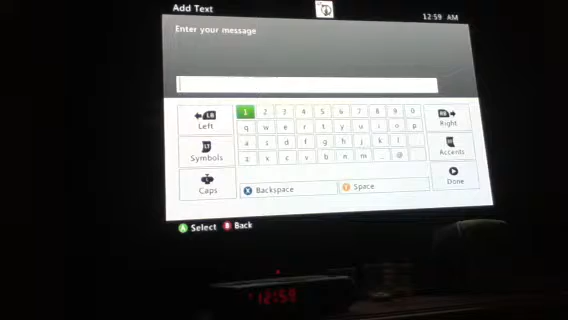 Add Text
12:59 AM
Enter your message
LB
Left
1 2 3 4 5 6 7 8 9 0
RB
Right
q w e r t y u i o p
LT
Symbols
a s d f g h j k l
Accents
z x c v b n m _ @
Caps
X Backspace
Y Space
Done
A Select B Back
12:59